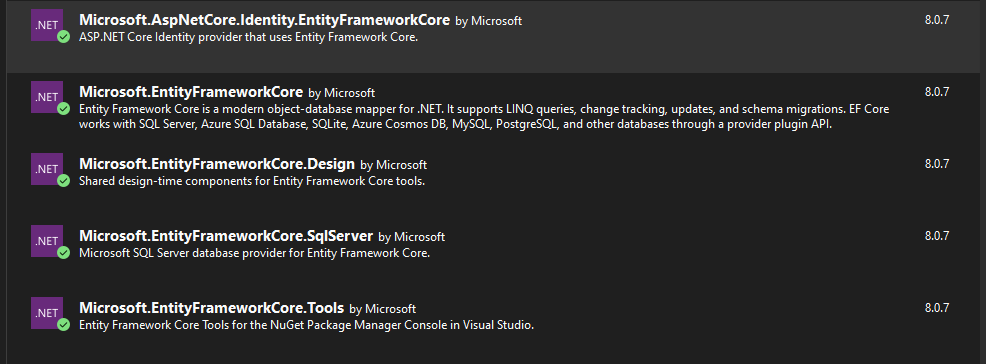 .NET Microsoft.AspNetCore.Identity.EntityFrameworkCore by Microsoft 8.0.7
ASP.NET Core Identity provider that uses Entity Framework Core.
.NET Microsoft.EntityFrameworkCore by Microsoft 8.0.7
Entity Framework Core is a modern object-database mapper for .NET. It supports LINQ queries, change tracking, updates, and schema migrations. EF Core
works with SQL Server, Azure SQL Database, SQLite, Azure Cosmos DB, MySQL, PostgreSQL, and other databases through a provider plugin API.
.NET Microsoft.EntityFrameworkCore.Design by Microsoft 8.0.7
Shared design-time components for Entity Framework Core tools.
.NET Microsoft.EntityFrameworkCore.SqlServer by Microsoft 8.0.7
Microsoft SQL Server database provider for Entity Framework Core.
.NET Microsoft.EntityFrameworkCore.Tools by Microsoft 8.0.7
Entity Framework Core Tools for the NuGet Package Manager Console in Visual Studio.